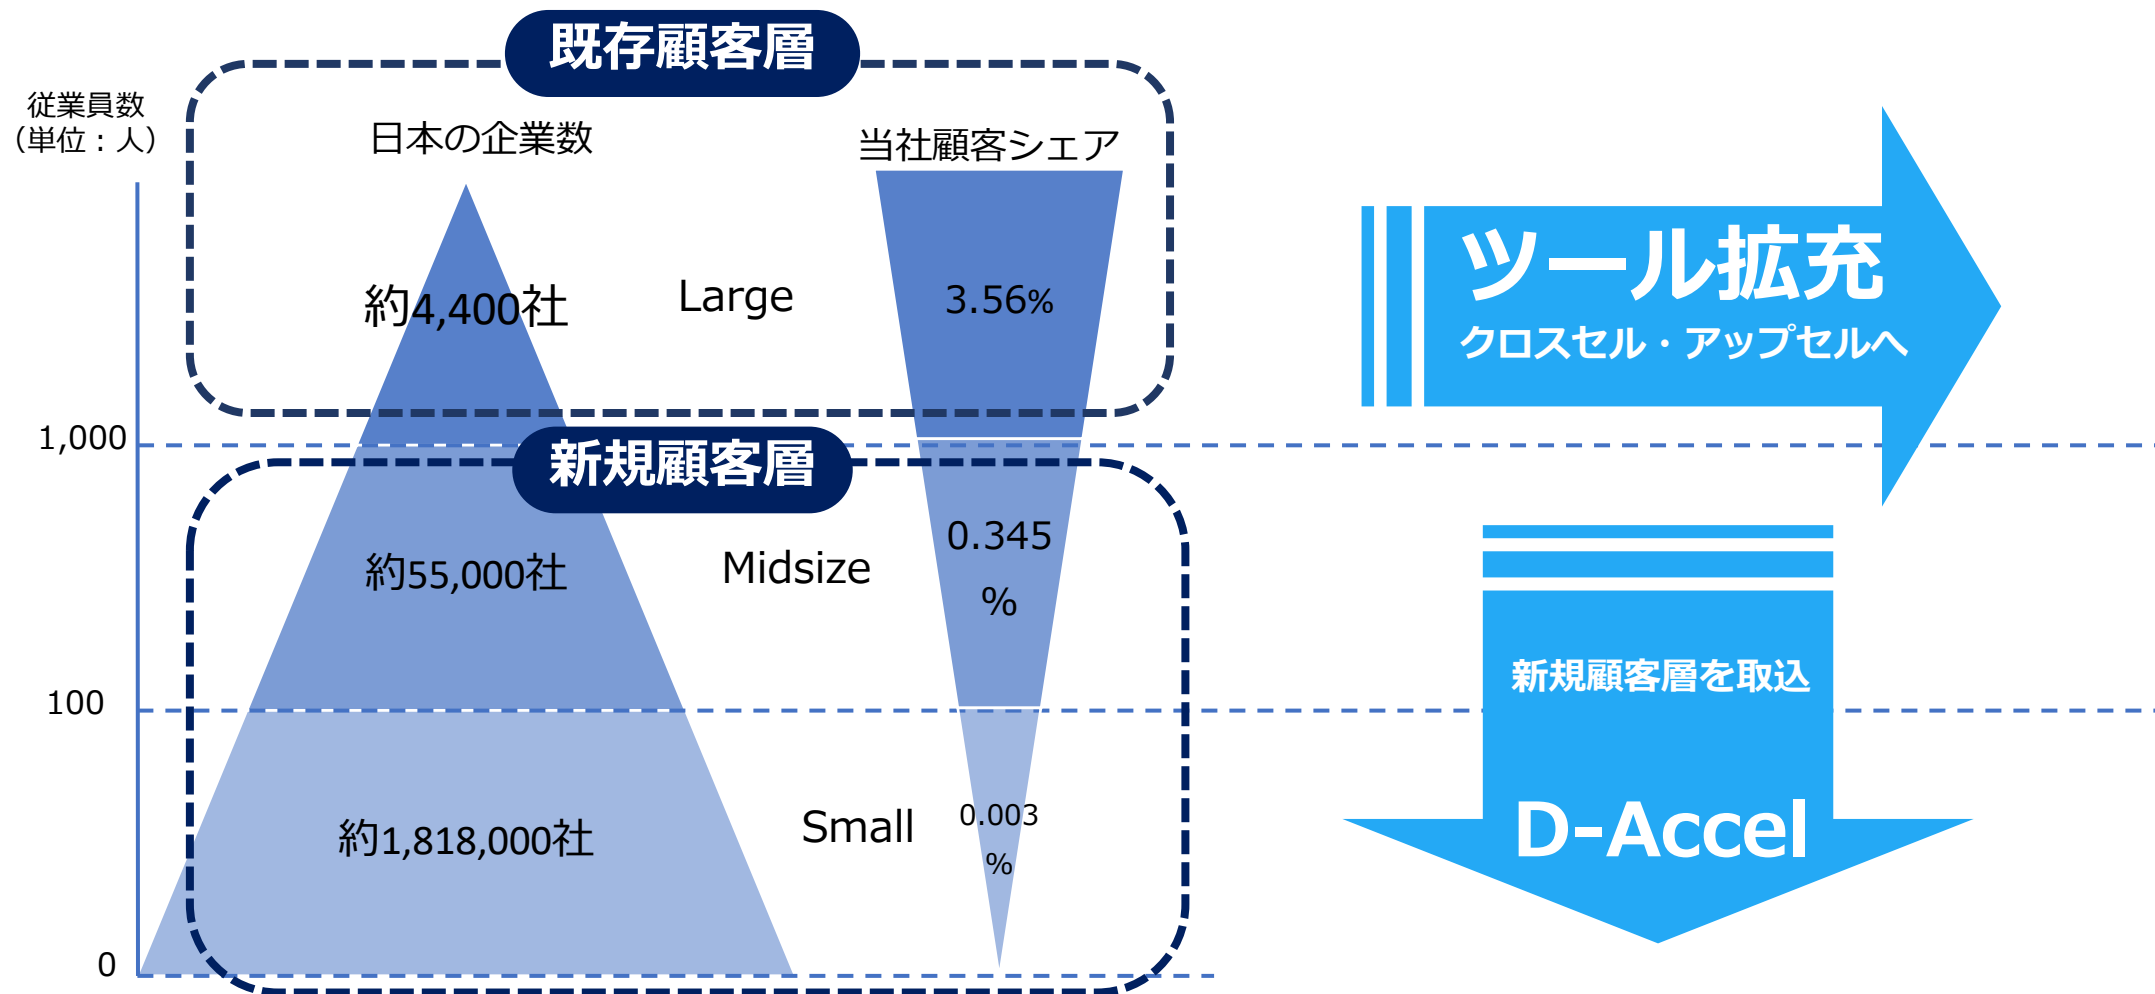 既存顧客層
従業員数
（単位：人）
日本の企業数
当社顧客シェア
約4,400社
Large
3.56%
ツール拡充
クロスセル・アップセルへ
1,000
新規顧客層
約55,000社
Midsize
0.345
%
新規顧客層を取込
100
約1,818,000社
Small
0.003
%
D-Accel
0